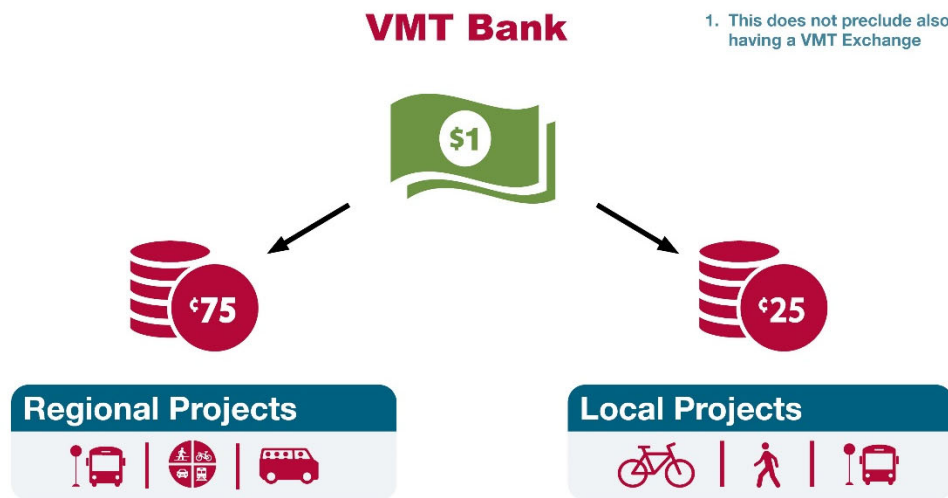 VMT Bank
1. This does not preclude also
having a VMT Exchange
$1
¢75
¢25
Regional Projects
Local Projects